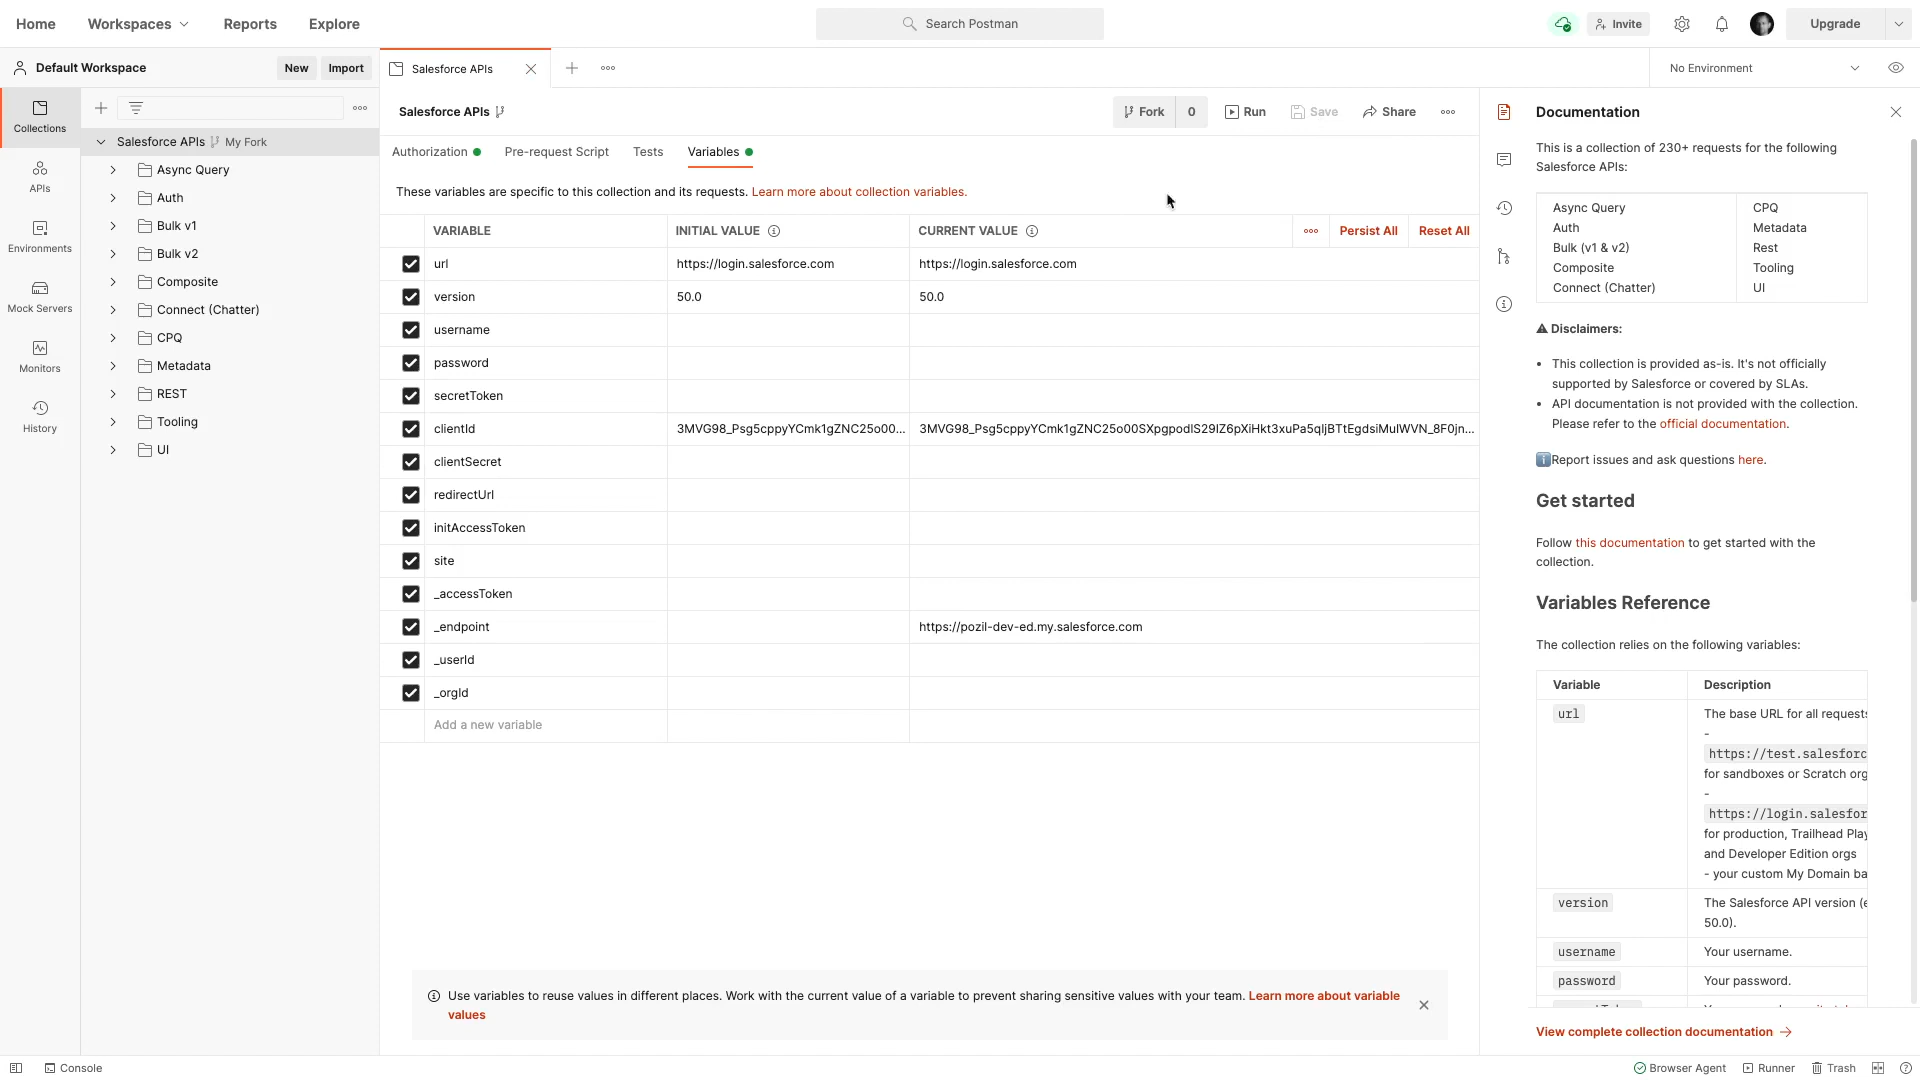 Home
Workspaces
Reports
Explore
Search Postman
Invite
Upgrade
Default Workspace
New
Import
Salesforce APIs
No Environment
Collections
APIs
Environments
Mock Servers
Monitors
History
Salesforce APIs My Fork
Async Query
Auth
Bulk v1
Bulk v2
Composite
Connect (Chatter)
CPQ
Metadata
REST
Tooling
UI
Salesforce APIs
Fork 0
Run
Save
Share
Authorization
Pre-request Script
Tests
Variables
These variables are specific to this collection and its requests. Learn more about collection variables.
VARIABLE INITIAL VALUE CURRENT VALUE Persist All Reset All
url https://login.salesforce.com https://login.salesforce.com
version 50.0 50.0
username
password
secretToken
clientId 3MVG98_Psg5cppyYCmk1gZNC25o00... 3MVG98_Psg5cppyYCmk1gZNC25o00SXpgpodlS29lZ6pXiHkt3xuPa5qljBTtEgdsiMulWVN_8F0jn...
clientSecret
redirectUrl
initAccessToken
site
_accessToken
_endpoint https://pozil-dev-ed.my.salesforce.com
_userId
_orgId
Add a new variable
Use variables to reuse values in different places. Work with the current value of a variable to prevent sharing sensitive values with your team. Learn more about variable
values
Documentation
This is a collection of 230+ requests for the following
Salesforce APIs:
Async Query CPQ
Auth Metadata
Bulk (v1 & v2) Rest
Composite Tooling
Connect (Chatter) UI
Disclaimers:
• This collection is provided as-is. It's not officially
supported by Salesforce or covered by SLAs.
• API documentation is not provided with the collection.
Please refer to the official documentation.
Report issues and ask questions here.
Get started
Follow this documentation to get started with the
collection.
Variables Reference
The collection relies on the following variables:
Variable Description
url The base URL for all requests
-
https://test.salesforc
for sandboxes or Scratch org
-
https://login.salesfor
for production, Trailhead Play
and Developer Edition orgs
- your custom My Domain ba
version The Salesforce API version (e
50.0).
username Your username.
password Your password.
View complete collection documentation →
Console
Browser Agent
Runner
Trash